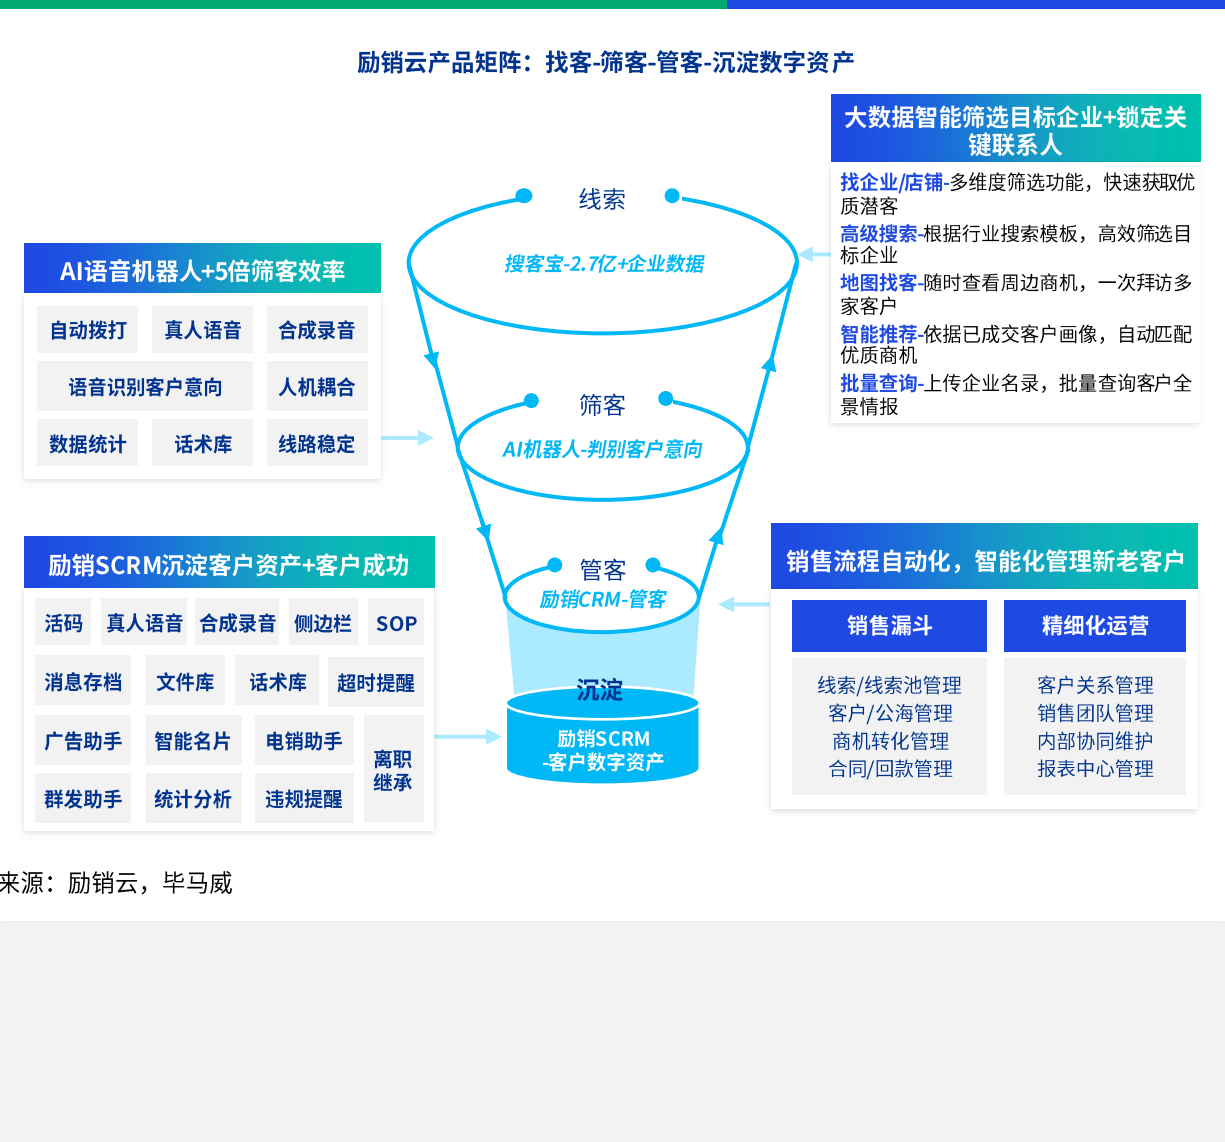 励销云产品矩阵：找客-筛客-管客-沉淀数字资产
大数据智能筛选目标企业+锁定关
键联系人
找企业/店铺-多维度筛选功能，快速获取优
质潜客
高级搜索-根据行业搜索模板，高效筛选目
标企业
地图找客-随时查看周边商机，一次拜访多
家客户
智能推荐-依据已成交客户画像，自动匹配
优质商机
批量查询-上传企业名录，批量查询客户全
景情报
线索
搜客宝-2.7亿+企业数据
AI语音机器人+5倍筛客效率
自动拨打
真人语音
合成录音
语音识别客户意向
人机耦合
数据统计
话术库
线路稳定
筛客
AI机器人-判别客户意向
管客
励销CRM-管客
沉淀
励销SCRM
-客户数字资产
励销SCRM沉淀客户资产+客户成功
活码
真人语音
合成录音
侧边栏
SOP
消息存档
文件库
话术库
超时提醒
广告助手
智能名片
电销助手
离职
继承
群发助手
统计分析
违规提醒
销售流程自动化，智能化管理新老客户
销售漏斗
线索/线索池管理
客户/公海管理
商机转化管理
合同/回款管理
精细化运营
客户关系管理
销售团队管理
内部协同维护
报表中心管理
来源：励销云，毕马威